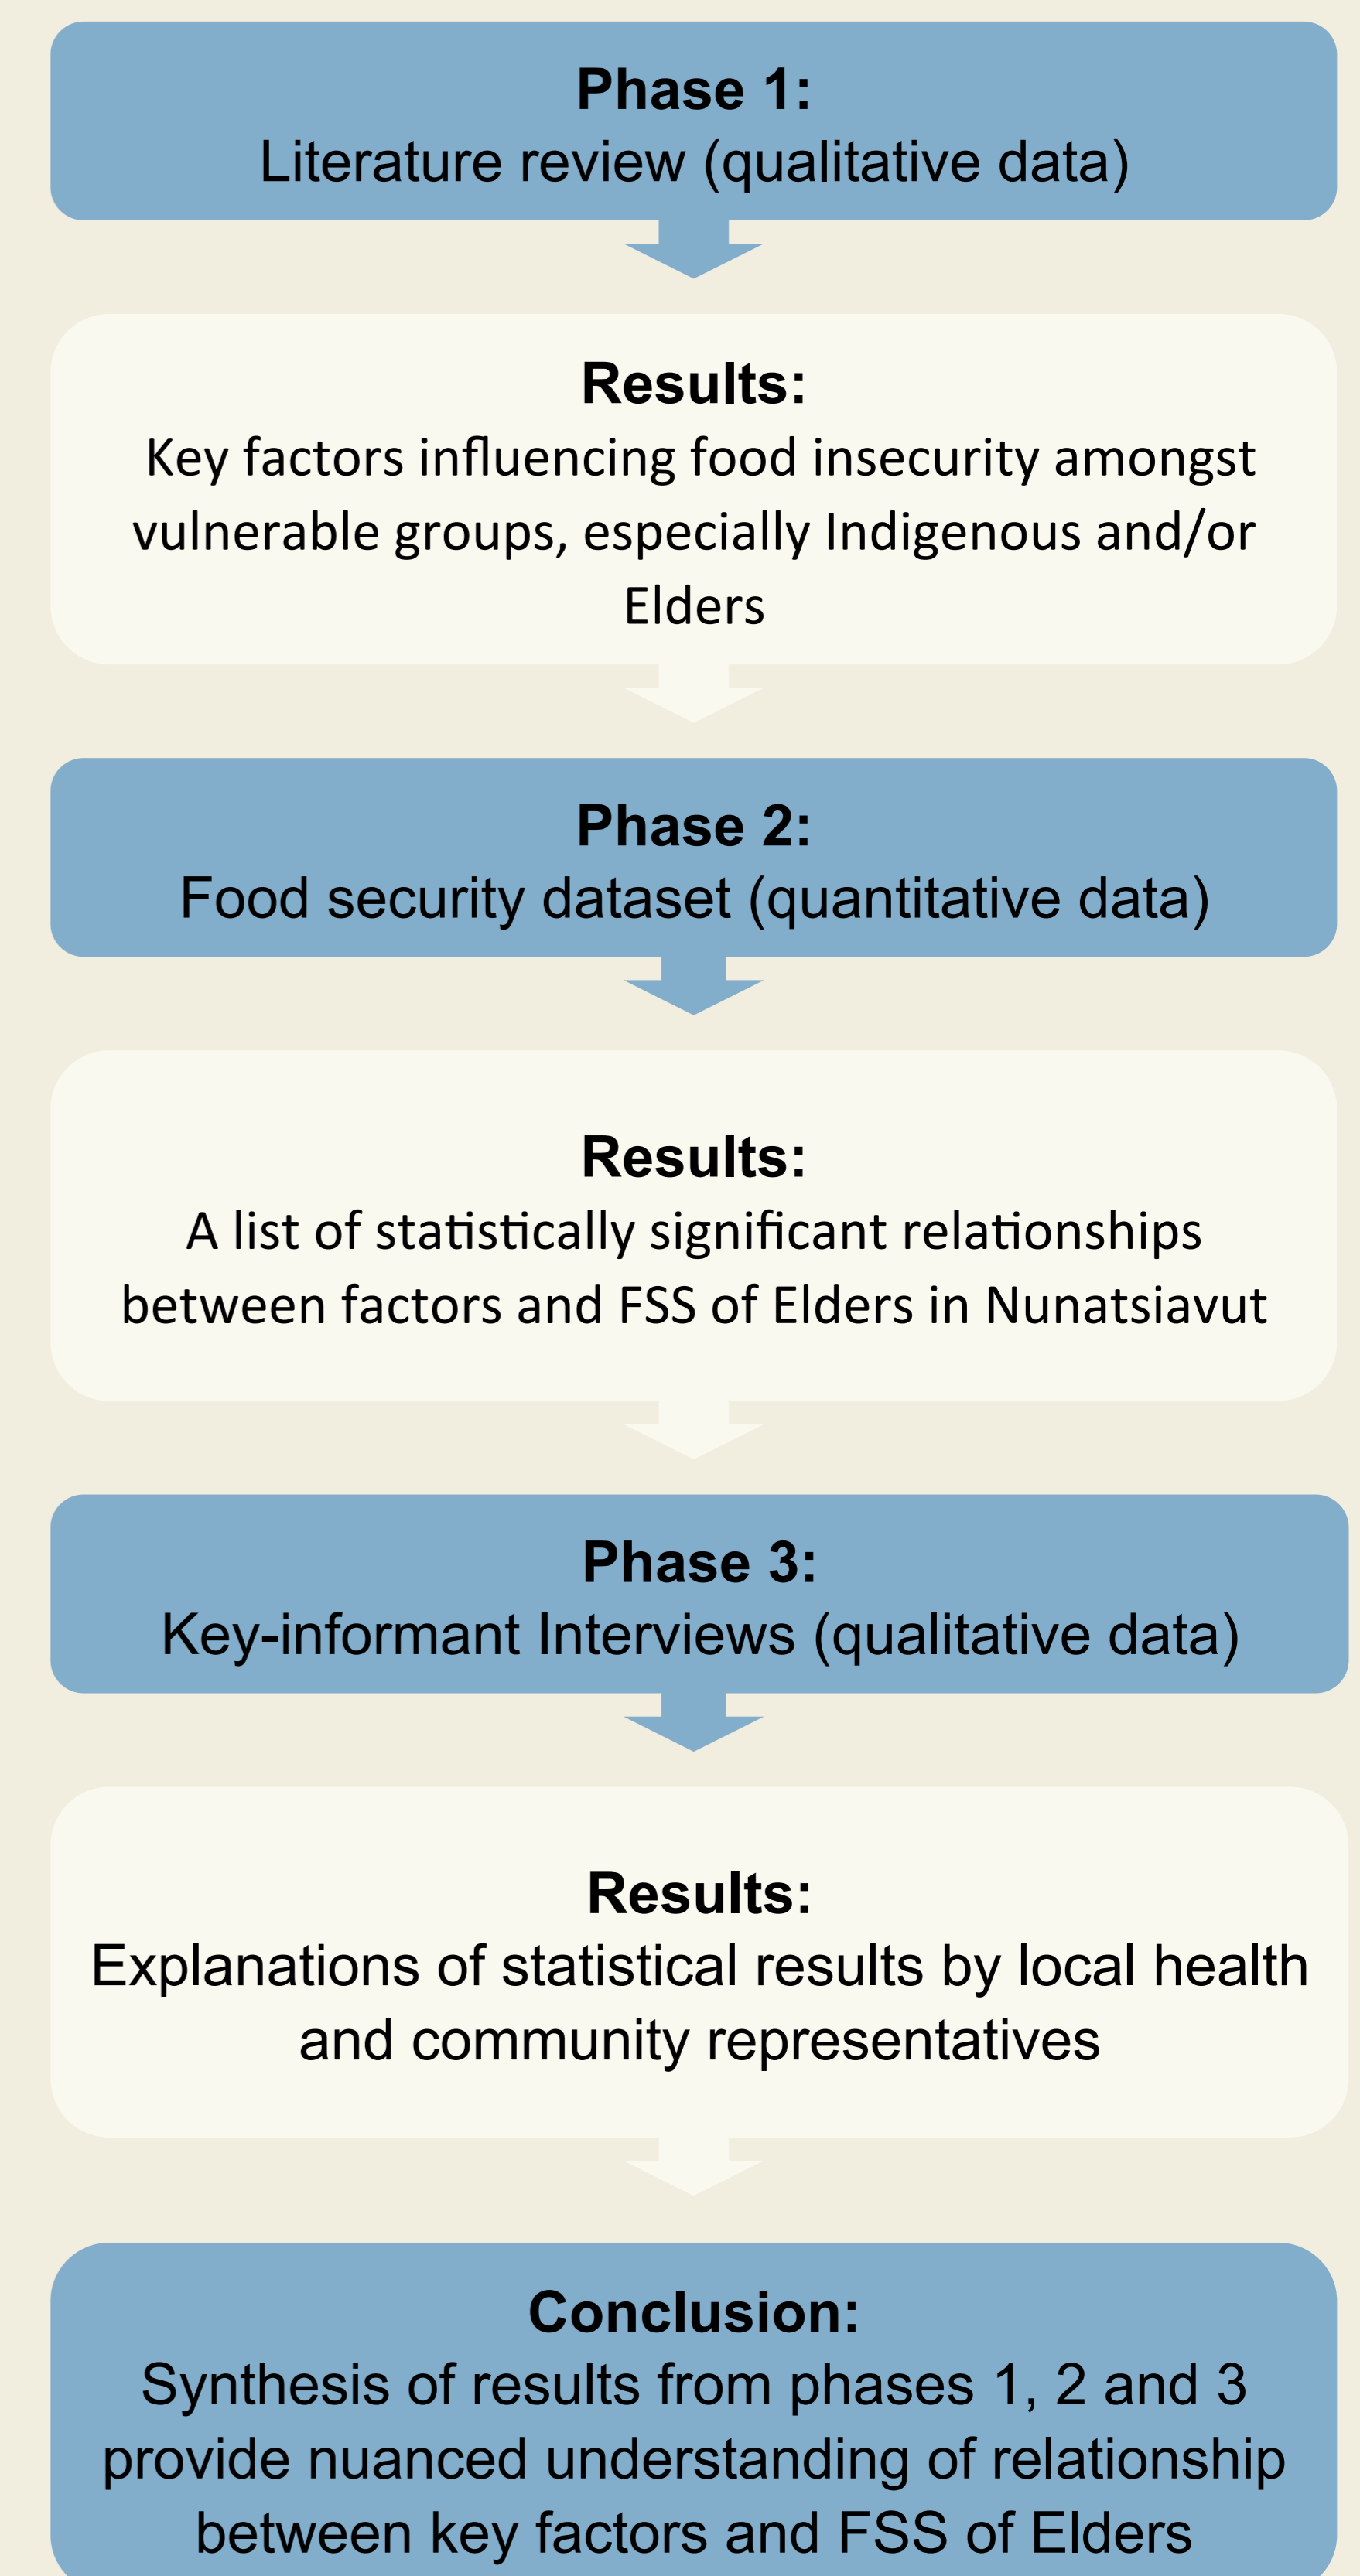 Phase 1:
Literature review (qualitative data)
Results:
Key factors influencing food insecurity amongst
vulnerable groups, especially Indigenous and/or
Elders
Phase 2:
Food security dataset (quantitative data)
Results:
A list of statistically significant relationships
between factors and FSS of Elders in Nunatsiavut
Phase 3:
Key-informant Interviews (qualitative data)
Results:
Explanations of statistical results by local health
and community representatives
Conclusion:
Synthesis of results from phases 1, 2 and 3
provide nuanced understanding of relationship
between key factors and FSS of Elders